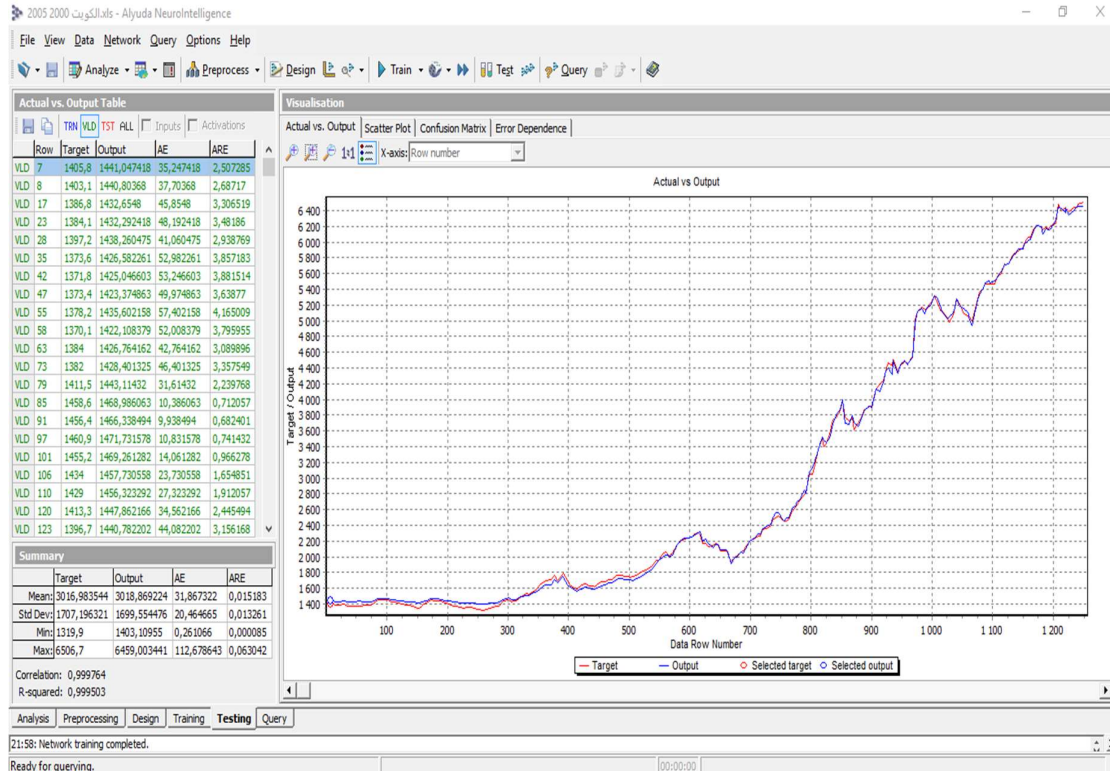 2005 2000 الكويت.xls - Alyuda NeuroIntelligence
File View Data Network Query Options Help
Analyze Preprocess Design Train Test Query
Actual vs. Output Table
TRN VLD TST ALL Inputs Activations
Row Target Output AE ARE
VLD 7 1405,8 1441,047418 35,247418 2,507285
VLD 8 1403,1 1440,80368 37,70368 2,68717
VLD 17 1386,8 1432,6548 45,8548 3,306519
VLD 23 1384,1 1432,292418 48,192418 3,48186
VLD 28 1397,2 1438,260475 41,060475 2,938769
VLD 35 1373,6 1426,582261 52,982261 3,857183
VLD 42 1371,8 1425,046603 53,246603 3,881514
VLD 47 1373,4 1423,374863 49,974863 3,63877
VLD 55 1378,2 1435,602158 57,402158 4,165009
VLD 58 1370,1 1422,108379 52,008379 3,795955
VLD 63 1384 1426,764162 42,764162 3,089896
VLD 73 1382 1428,401325 46,401325 3,357549
VLD 79 1411,5 1443,11432 31,61432 2,239768
VLD 85 1458,6 1468,986063 10,386063 0,712057
VLD 91 1456,4 1466,338494 9,938494 0,682401
VLD 97 1460,9 1471,731578 10,831578 0,741432
VLD 101 1455,2 1469,261282 14,061282 0,966278
VLD 106 1434 1457,730558 23,730558 1,654851
VLD 110 1429 1456,323292 27,323292 1,912057
VLD 120 1413,3 1447,862166 34,562166 2,445494
VLD 123 1396,7 1440,782202 44,082202 3,156168
Summary
Target Output AE ARE
Mean: 3016,983544 3018,869224 31,867322 0,015183
Std Dev: 1707,196321 1699,554476 20,464665 0,013261
Min: 1319,9 1403,10955 0,261066 0,000085
Max: 6506,7 6459,003441 112,678643 0,063042
Correlation: 0,999764
R-squared: 0,999503
Visualisation
Actual vs. Output Scatter Plot Confusion Matrix Error Dependence
1:1 X-axis: Row number
Actual vs Output
Target / Output
6 400
6 200
6 000
5 800
5 600
5 400
5 200
5 000
4 800
4 600
4 400
4 200
4 000
3 800
3 600
3 400
3 200
3 000
2 800
2 600
2 400
2 200
2 000
1 800
1 600
1 400
100 200 300 400 500 600 700 800 900 1 000 1 100 1 200
Data Row Number
Target Output Selected target Selected output
Analysis Preprocessing Design Training Testing Query
21:58: Network training completed.
Ready for querying. 00:00:00